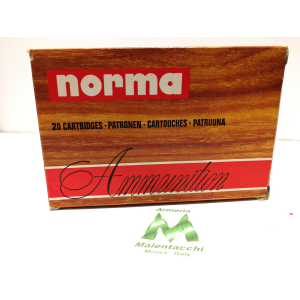 norma
20 CARTRIDGES - PATRONEN - CARTOUCHES - PATRUUNA
Ammunition
Armeria
M
Malentacchi
Monza - Italy